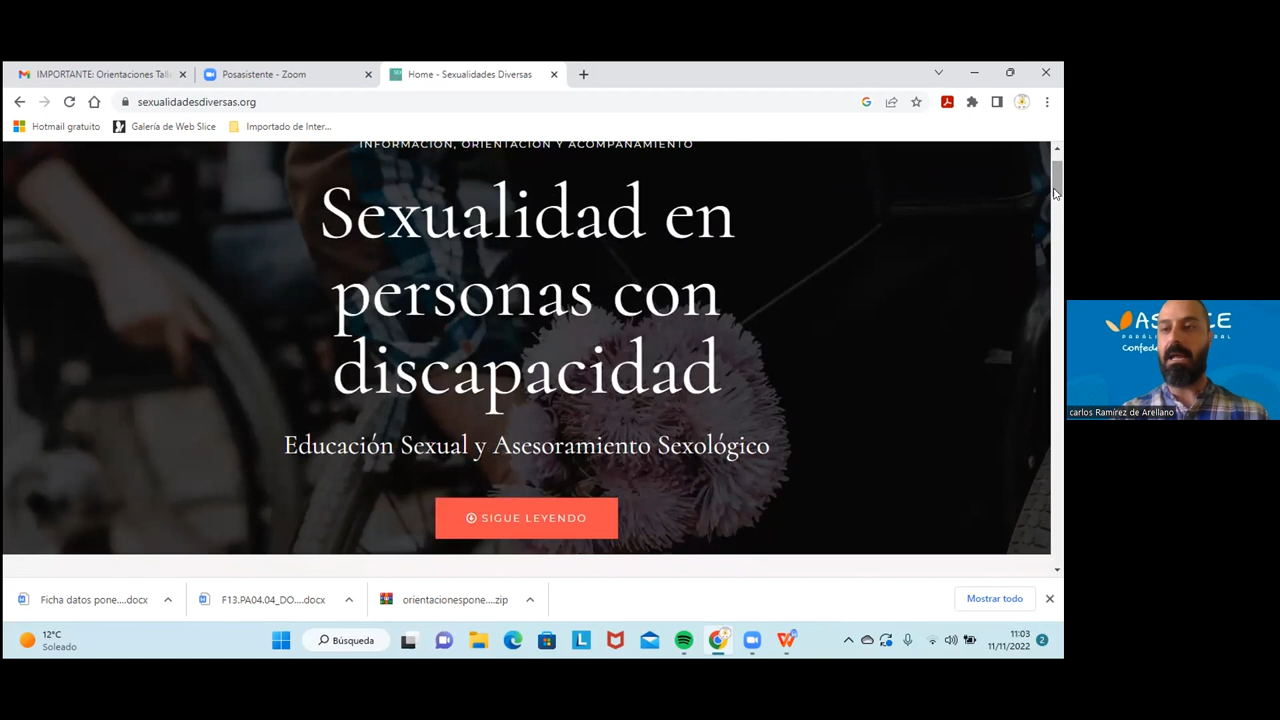 IMPORTANTE: Orientaciones Tall
Posasistente - Zoom
Home - Sexualidades Diversas
sexualidadesdiversas.org
Hotmail gratuito
Galería de Web Slice
Importado de Inter...
INFORMACIÓN, ORIENTACIÓN Y ACOMPAÑAMIENTO
Sexualidad en
personas con
discapacidad
Educación Sexual y Asesoramiento Sexológico
SIGUE LEYENDO
carlos Ramírez de Arellano
Ficha datos pone....docx
F13.PA04.04_DO....docx
orientacionespone....zip
Mostrar todo
12°C
Soleado
Búsqueda
11:03
11/11/2022
2